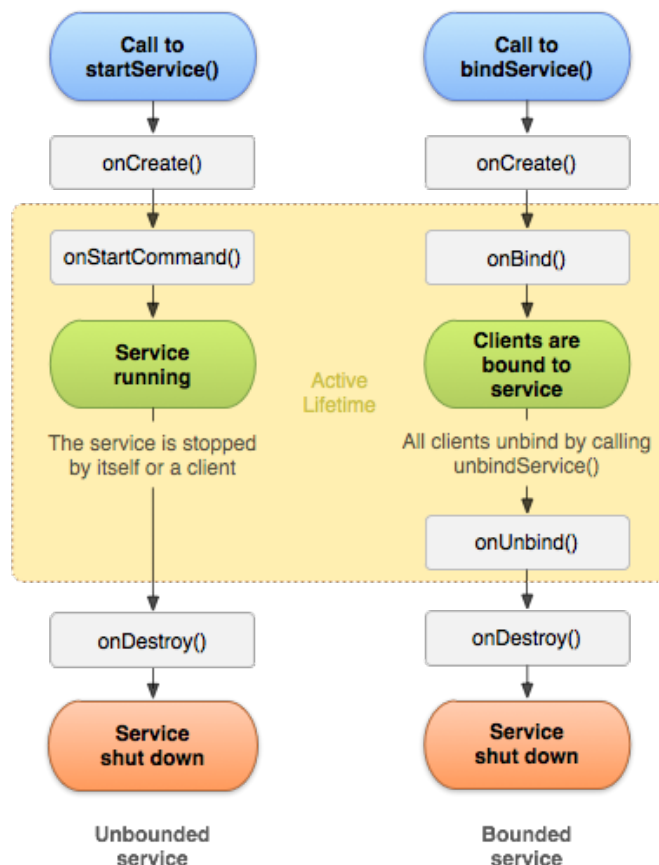 Call to
startService()
onCreate()
onStartCommand()
Service
running
The service is stopped
by itself or a client
onDestroy()
Service
shut down
Unbounded
service
Active
Lifetime
Call to
bindService()
onCreate()
onBind()
Clients are
bound to
service
All clients unbind by calling
unbindService()
onUnbind()
onDestroy()
Service
shut down
Bounded
service